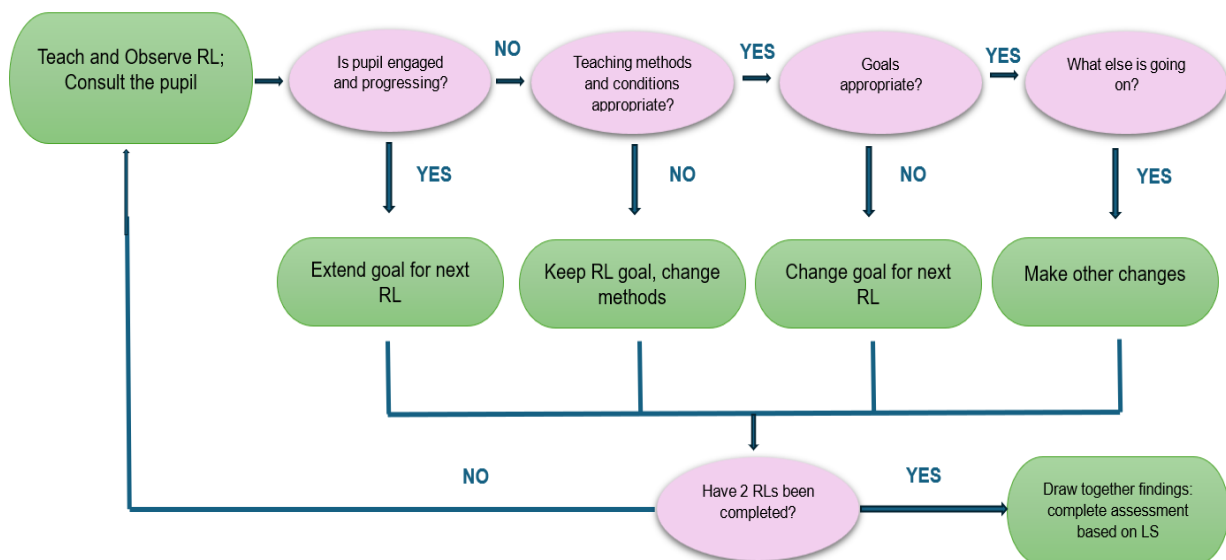 Teach and Observe RL;
Consult the pupil
Is pupil engaged
and progressing?
NO
Teaching methods
and conditions
appropriate?
YES
Goals
appropriate?
YES
What else is going
on?
YES
NO
NO
YES
Extend goal for next
RL
Keep RL goal, change
methods
Change goal for next
RL
Make other changes
NO
Have 2 RLs been
completed?
YES
Draw together findings:
complete assessment
based on LS